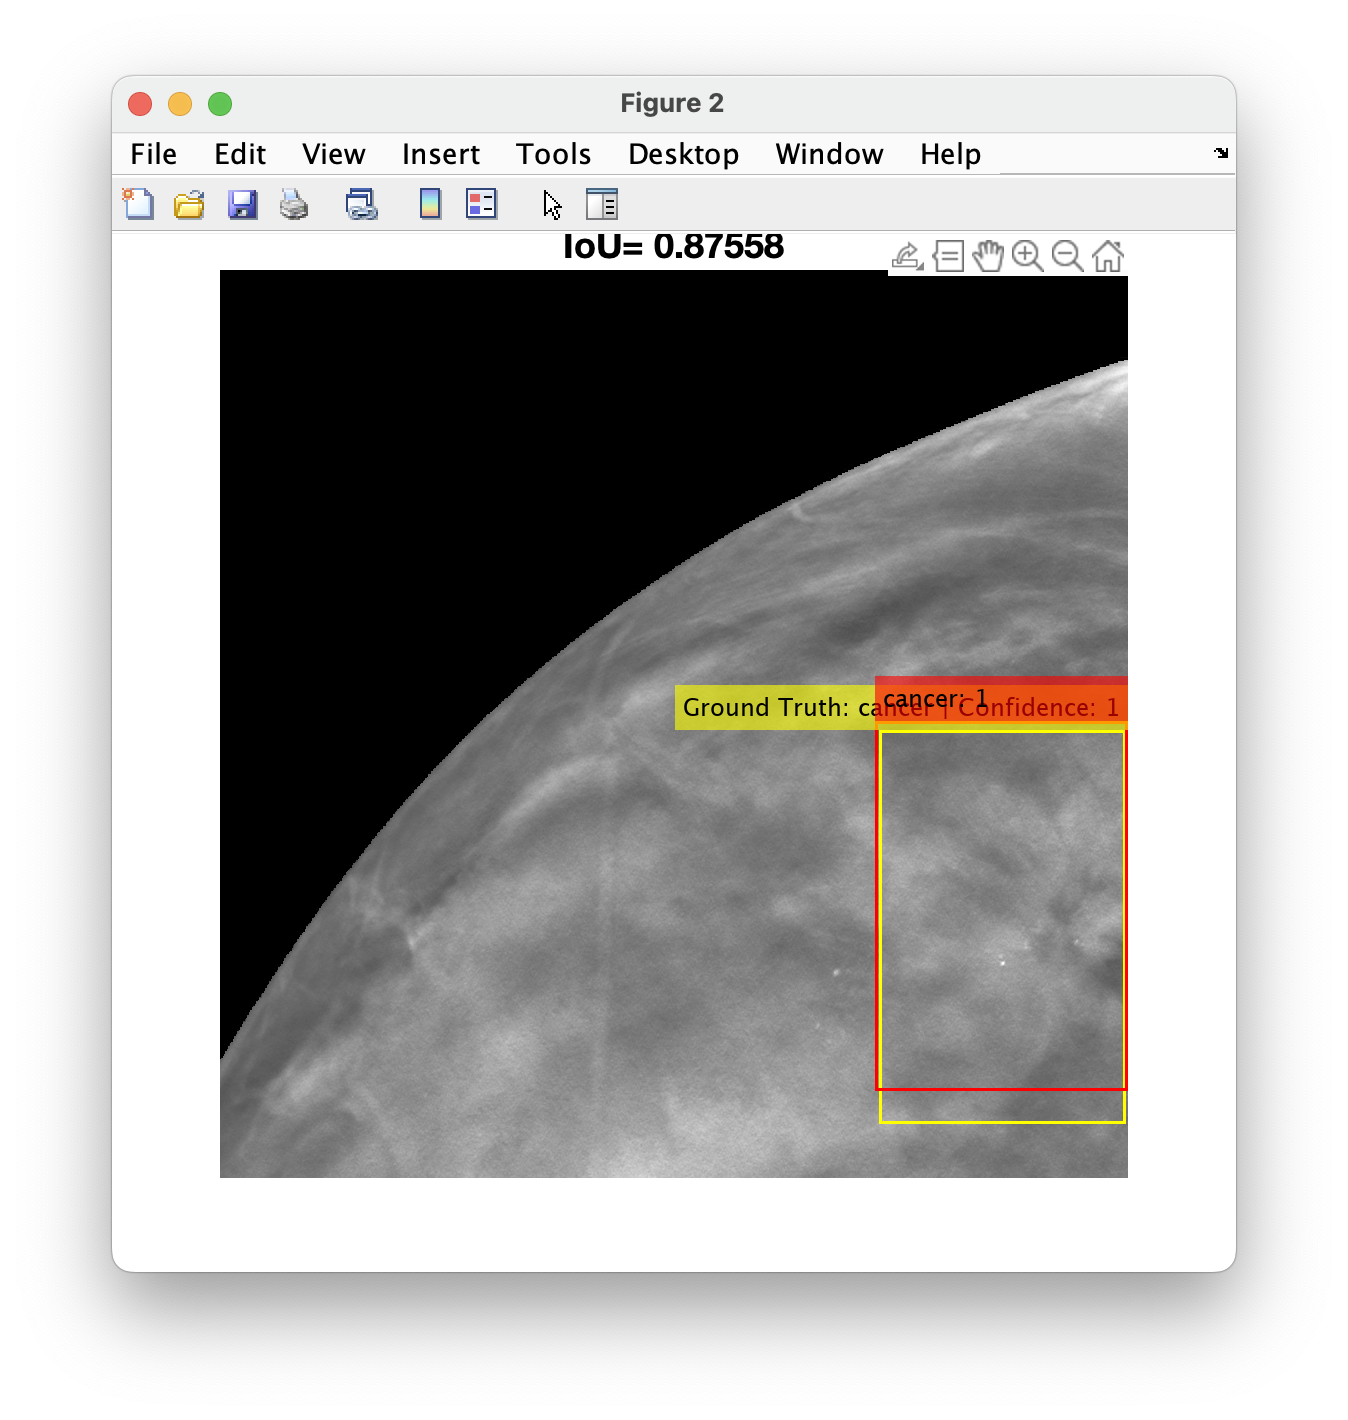 Figure 2
File Edit View Insert Tools Desktop Window Help
IoU= 0.87558
cancer: 1
Ground Truth: cancer | Confidence: 1